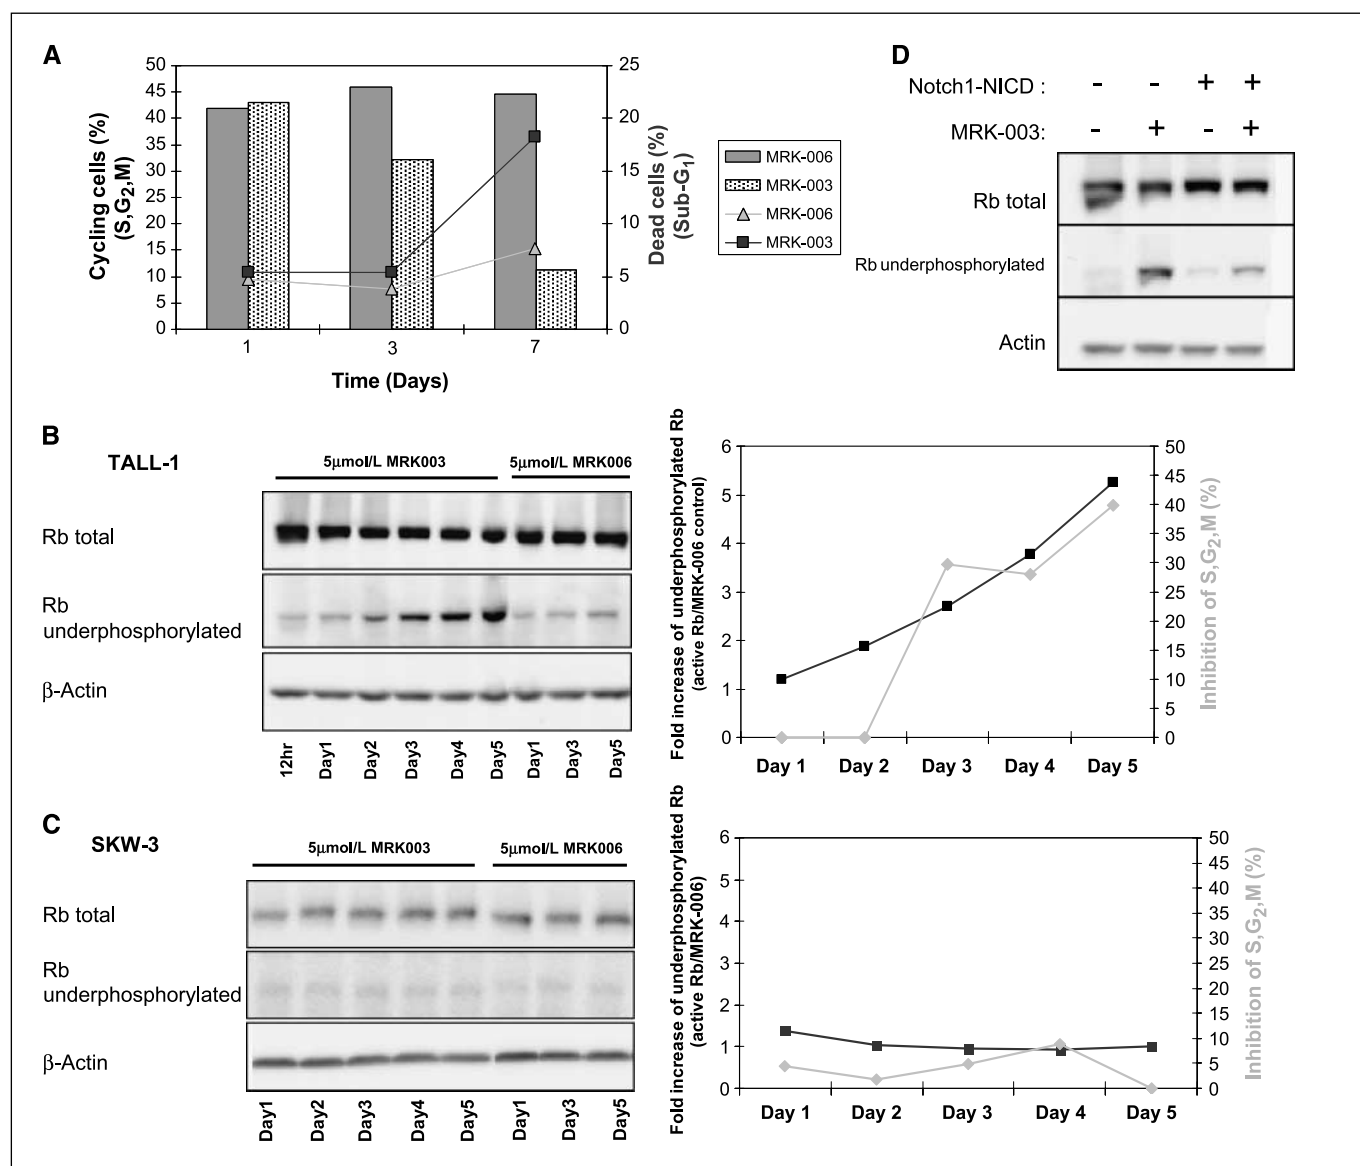 A
50
45
40
35
30
25
20
15
10
5
0
Cycling cells (%)
(S,G2,M)
25
20
15
10
5
0
Dead cells (%)
(Sub-G1)
1 3 7
Time (Days)
MRK-006
MRK-003
MRK-006
MRK-003
D
Notch1-NICD : - - + +
MRK-003: - + - +
Rb total
Rb underphosphorylated
Actin
B
TALL-1
5μmol/L MRK003 5μmol/L MRK006
Rb total
Rb
underphosphorylated
β-Actin
12hr Day1 Day2 Day3 Day4 Day5 Day1 Day3 Day5
Fold increase of underphosphorylated Rb
(active Rb/MRK-006 control)
6
5
4
3
2
1
0
50
45
40
35
30
25
20
15
10
5
0
Inhibition of S,G2,M (%)
Day 1 Day 2 Day 3 Day 4 Day 5
C
SKW-3
5μmol/L MRK003 5μmol/L MRK006
Rb total
Rb
underphosphorylated
β-Actin
Day1 Day2 Day3 Day4 Day5 Day1 Day3 Day5
Fold increase of underphosphorylated Rb
(active Rb/MRK-006)
6
5
4
3
2
1
0
50
45
40
35
30
25
20
15
10
5
0
Inhibition of S,G2,M (%)
Day 1 Day 2 Day 3 Day 4 Day 5